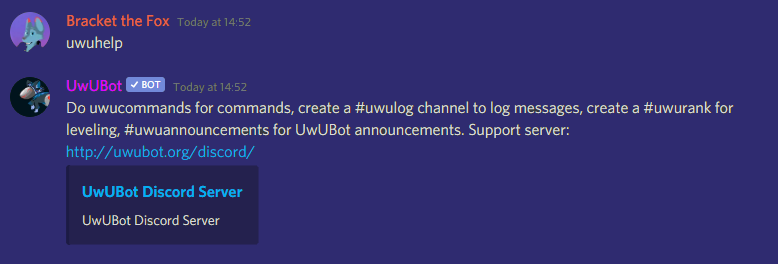 Bracket the Fox Today at 14:52
uwuhelp
UwUBot BOT Today at 14:52
Do uwucommands for commands, create a #uwulog channel to log messages, create a #uwurank for
leveling, #uwuannouncements for UwUBot announcements. Support server:
http://uwubot.org/discord/
UwUBot Discord Server
UwUBot Discord Server